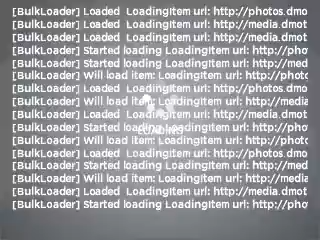 [BulkLoader] Loaded LoadingItem url: http://photos.dmo
[BulkLoader] Loaded LoadingItem url: http://media.dmot
[BulkLoader] Loaded LoadingItem url: http://photos.dmo
[BulkLoader] Started loading LoadingItem url: http://pho
[BulkLoader] Started loading LoadingItem url: http://med
[BulkLoader] Will load item: LoadingItem url: http://photo
[BulkLoader] Loaded LoadingItem url: http://photos.dmo
[BulkLoader] Will load item: LoadingItem url: http://media
[BulkLoader] Loaded LoadingItem url: http://media.dmot
[BulkLoader] Started loading LoadingItem url: http://pho
[BulkLoader] Will load item: LoadingItem url: http://photo
[BulkLoader] Loaded LoadingItem url: http://photos.dmo
[BulkLoader] Started loading LoadingItem url: http://med
[BulkLoader] Will load item: LoadingItem url: http://media
[BulkLoader] Loaded LoadingItem url: http://media.dmot
[BulkLoader] Started loading LoadingItem url: http://pho